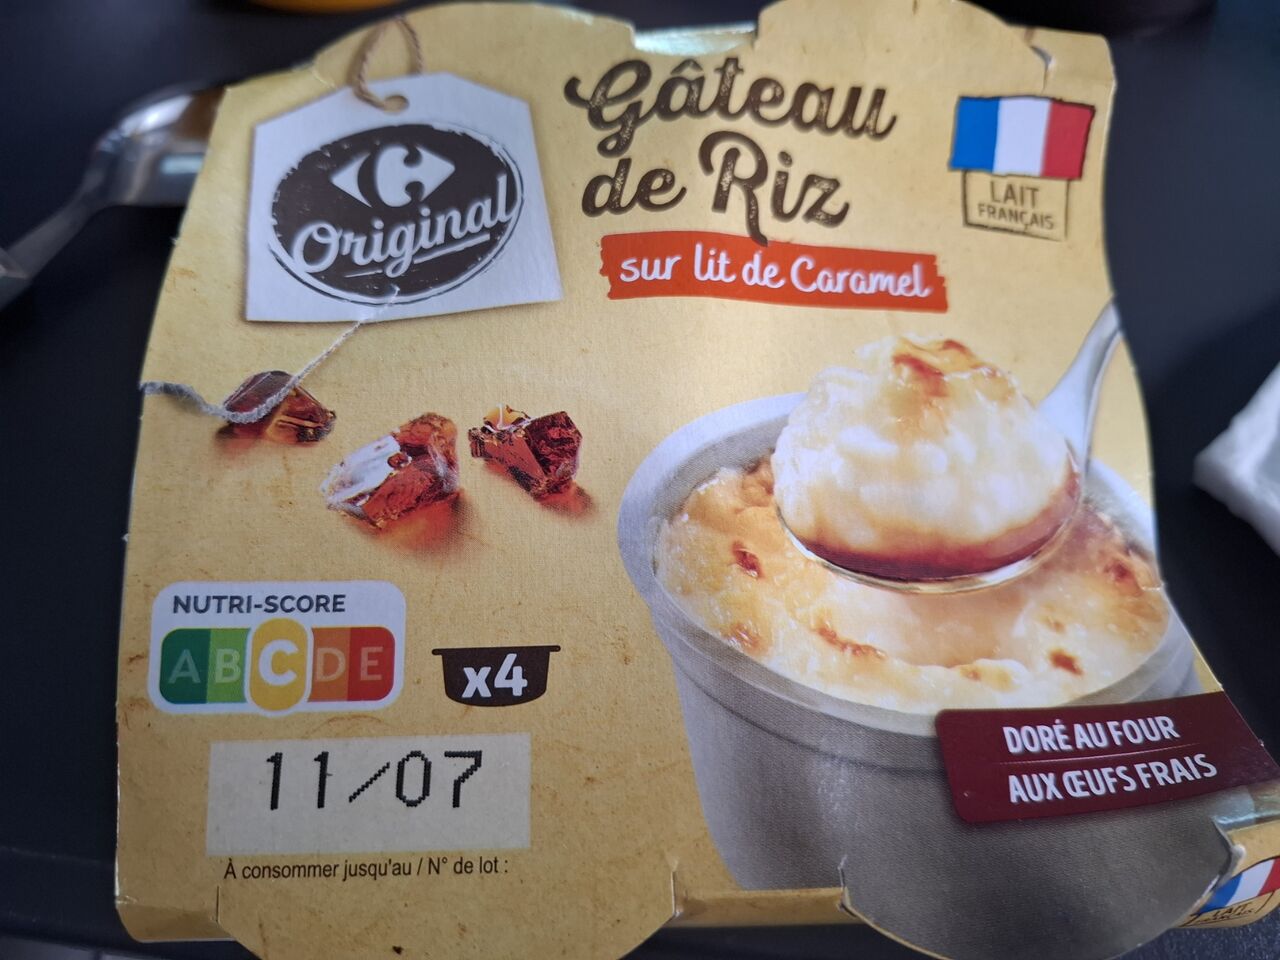 Original
Gâteau
de Riz
sur lit de Caramel
LAIT
FRANÇAIS
NUTRI-SCORE
A B C D E
x4
11/07
À consommer jusqu'au / N° de lot :
DORÉ AU FOUR
AUX ŒUFS FRAIS
LAIT